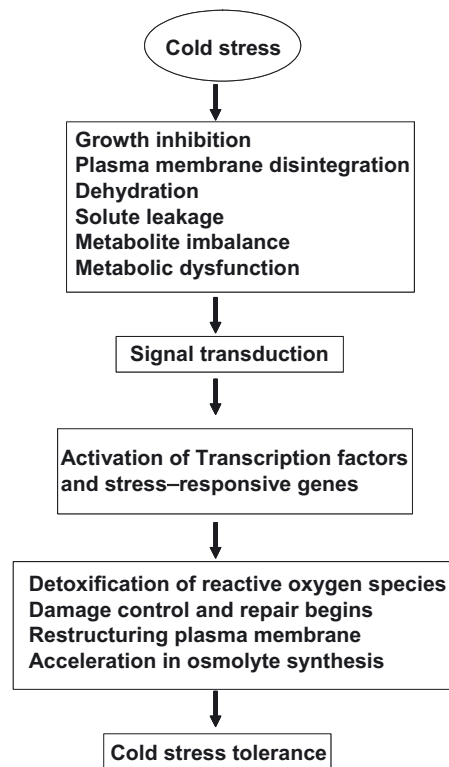 Cold stress
Growth inhibition
Plasma membrane disintegration
Dehydration
Solute leakage
Metabolite imbalance
Metabolic dysfunction
Signal transduction
Activation of Transcription factors
and stress–responsive genes
Detoxification of reactive oxygen species
Damage control and repair begins
Restructuring plasma membrane
Acceleration in osmolyte synthesis
Cold stress tolerance